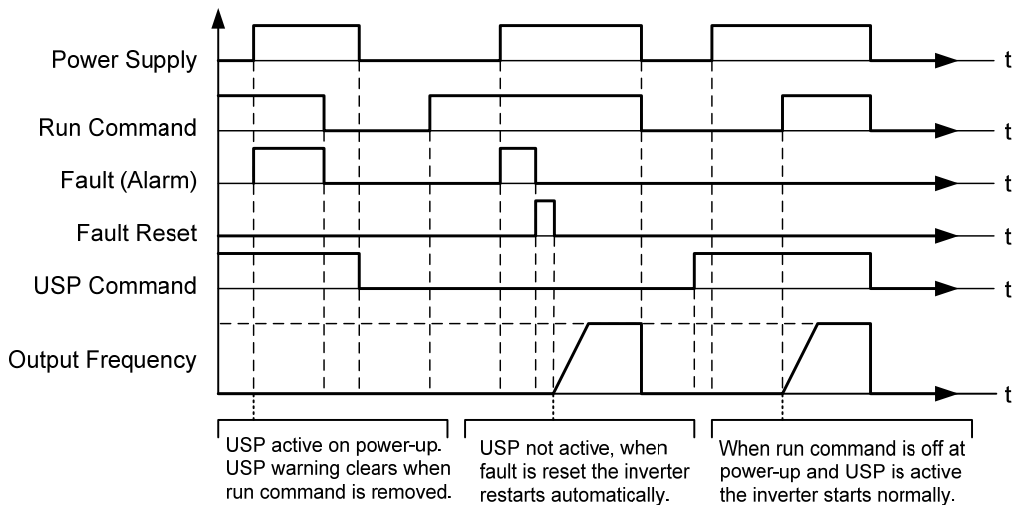 Power Supply
t
Run Command
t
Fault (Alarm)
t
Fault Reset
t
USP Command
t
Output Frequency
t
USP active on power-up.
USP warning clears when
run command is removed.
USP not active, when
fault is reset the inverter
restarts automatically.
When run command is off at
power-up and USP is active
the inverter starts normally.